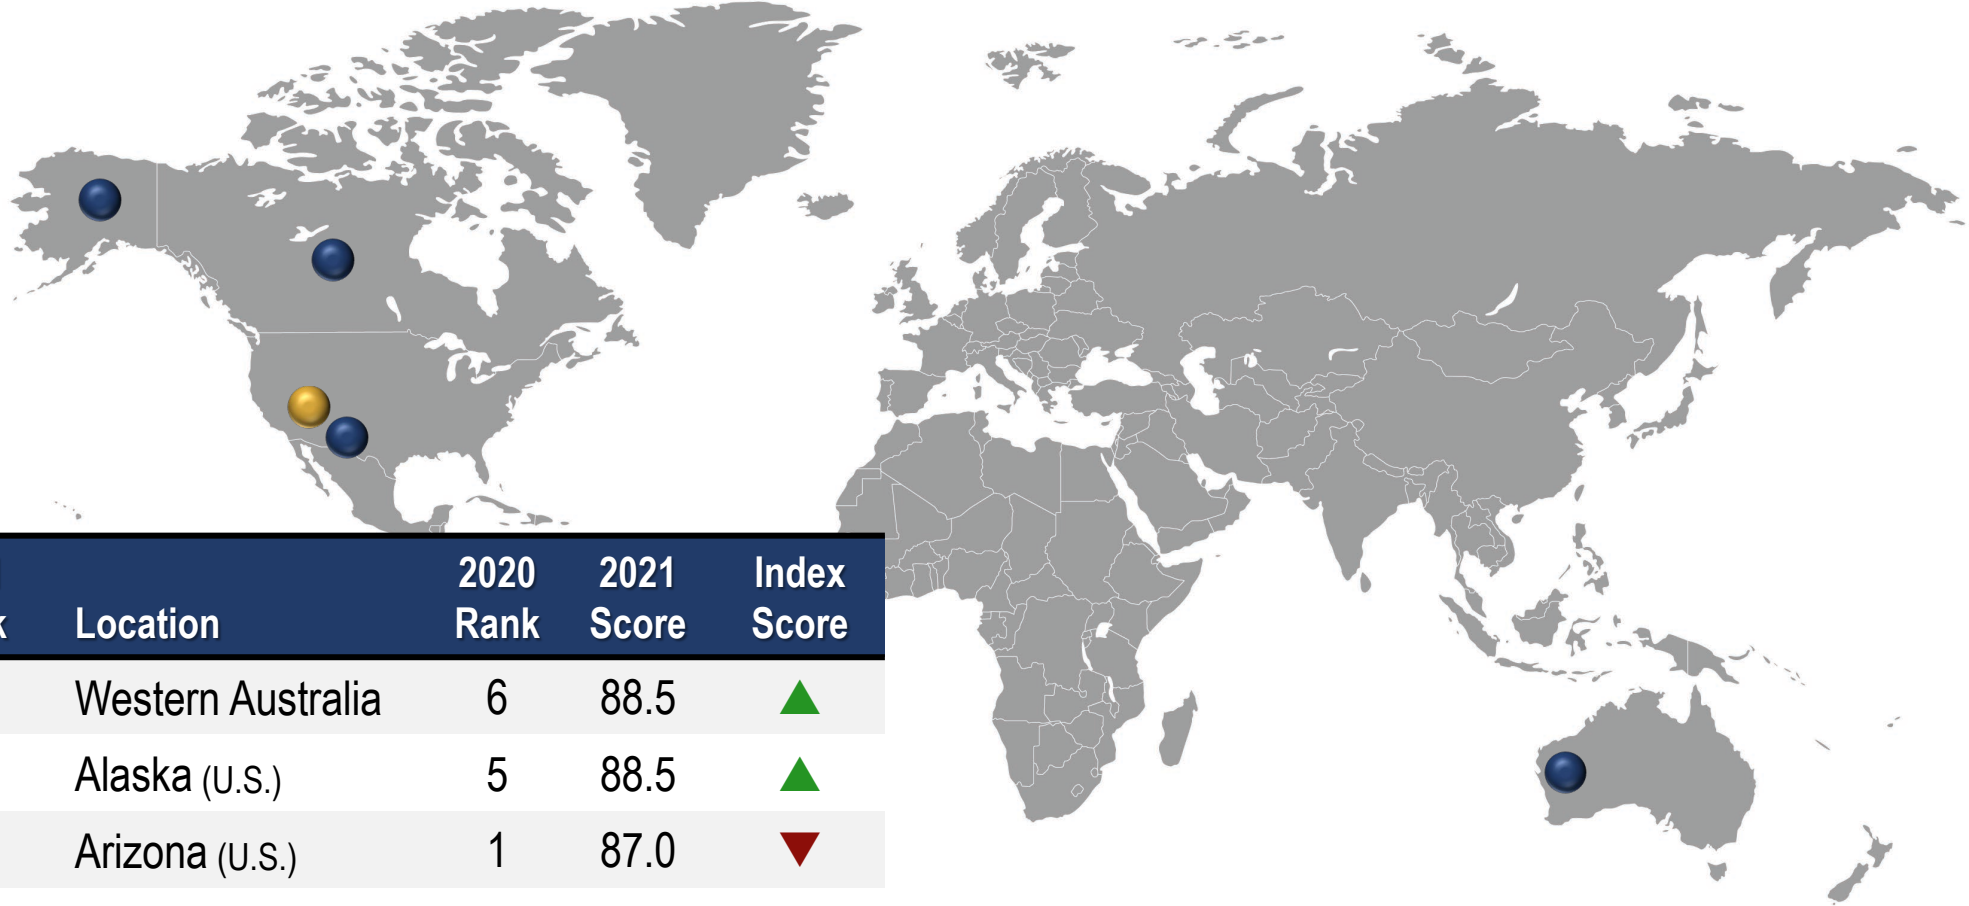 2020 2021 Index
Location Rank Score Score
Western Australia 6 88.5
Alaska (U.S.) 5 88.5
Arizona (U.S.) 1 87.0